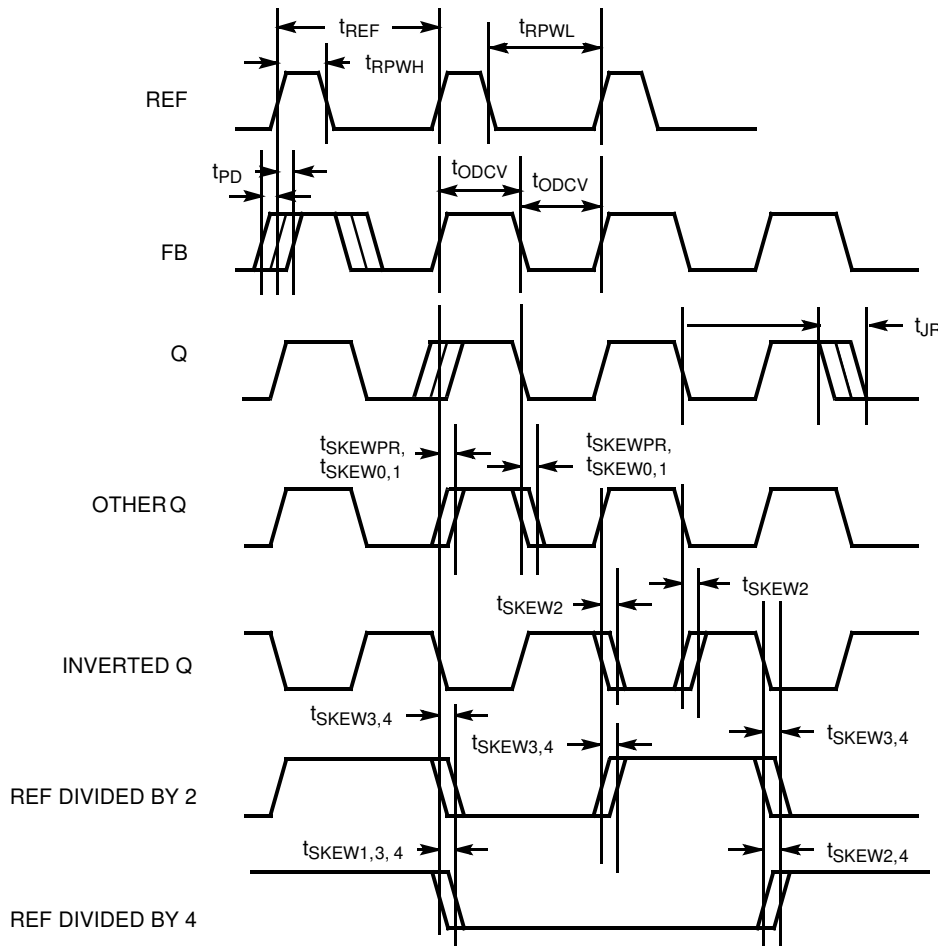 tREF
tRPWL
tRPWH
REF
tPD
tODCV
tODCV
FB
tJR
Q
tSKEWPR,
tSKEW0,1
tSKEWPR,
tSKEW0,1
OTHER Q
tSKEW2
tSKEW2
INVERTED Q
tSKEW3,4
tSKEW3,4
tSKEW3,4
REF DIVIDED BY 2
tSKEW1,3, 4
tSKEW2,4
REF DIVIDED BY 4